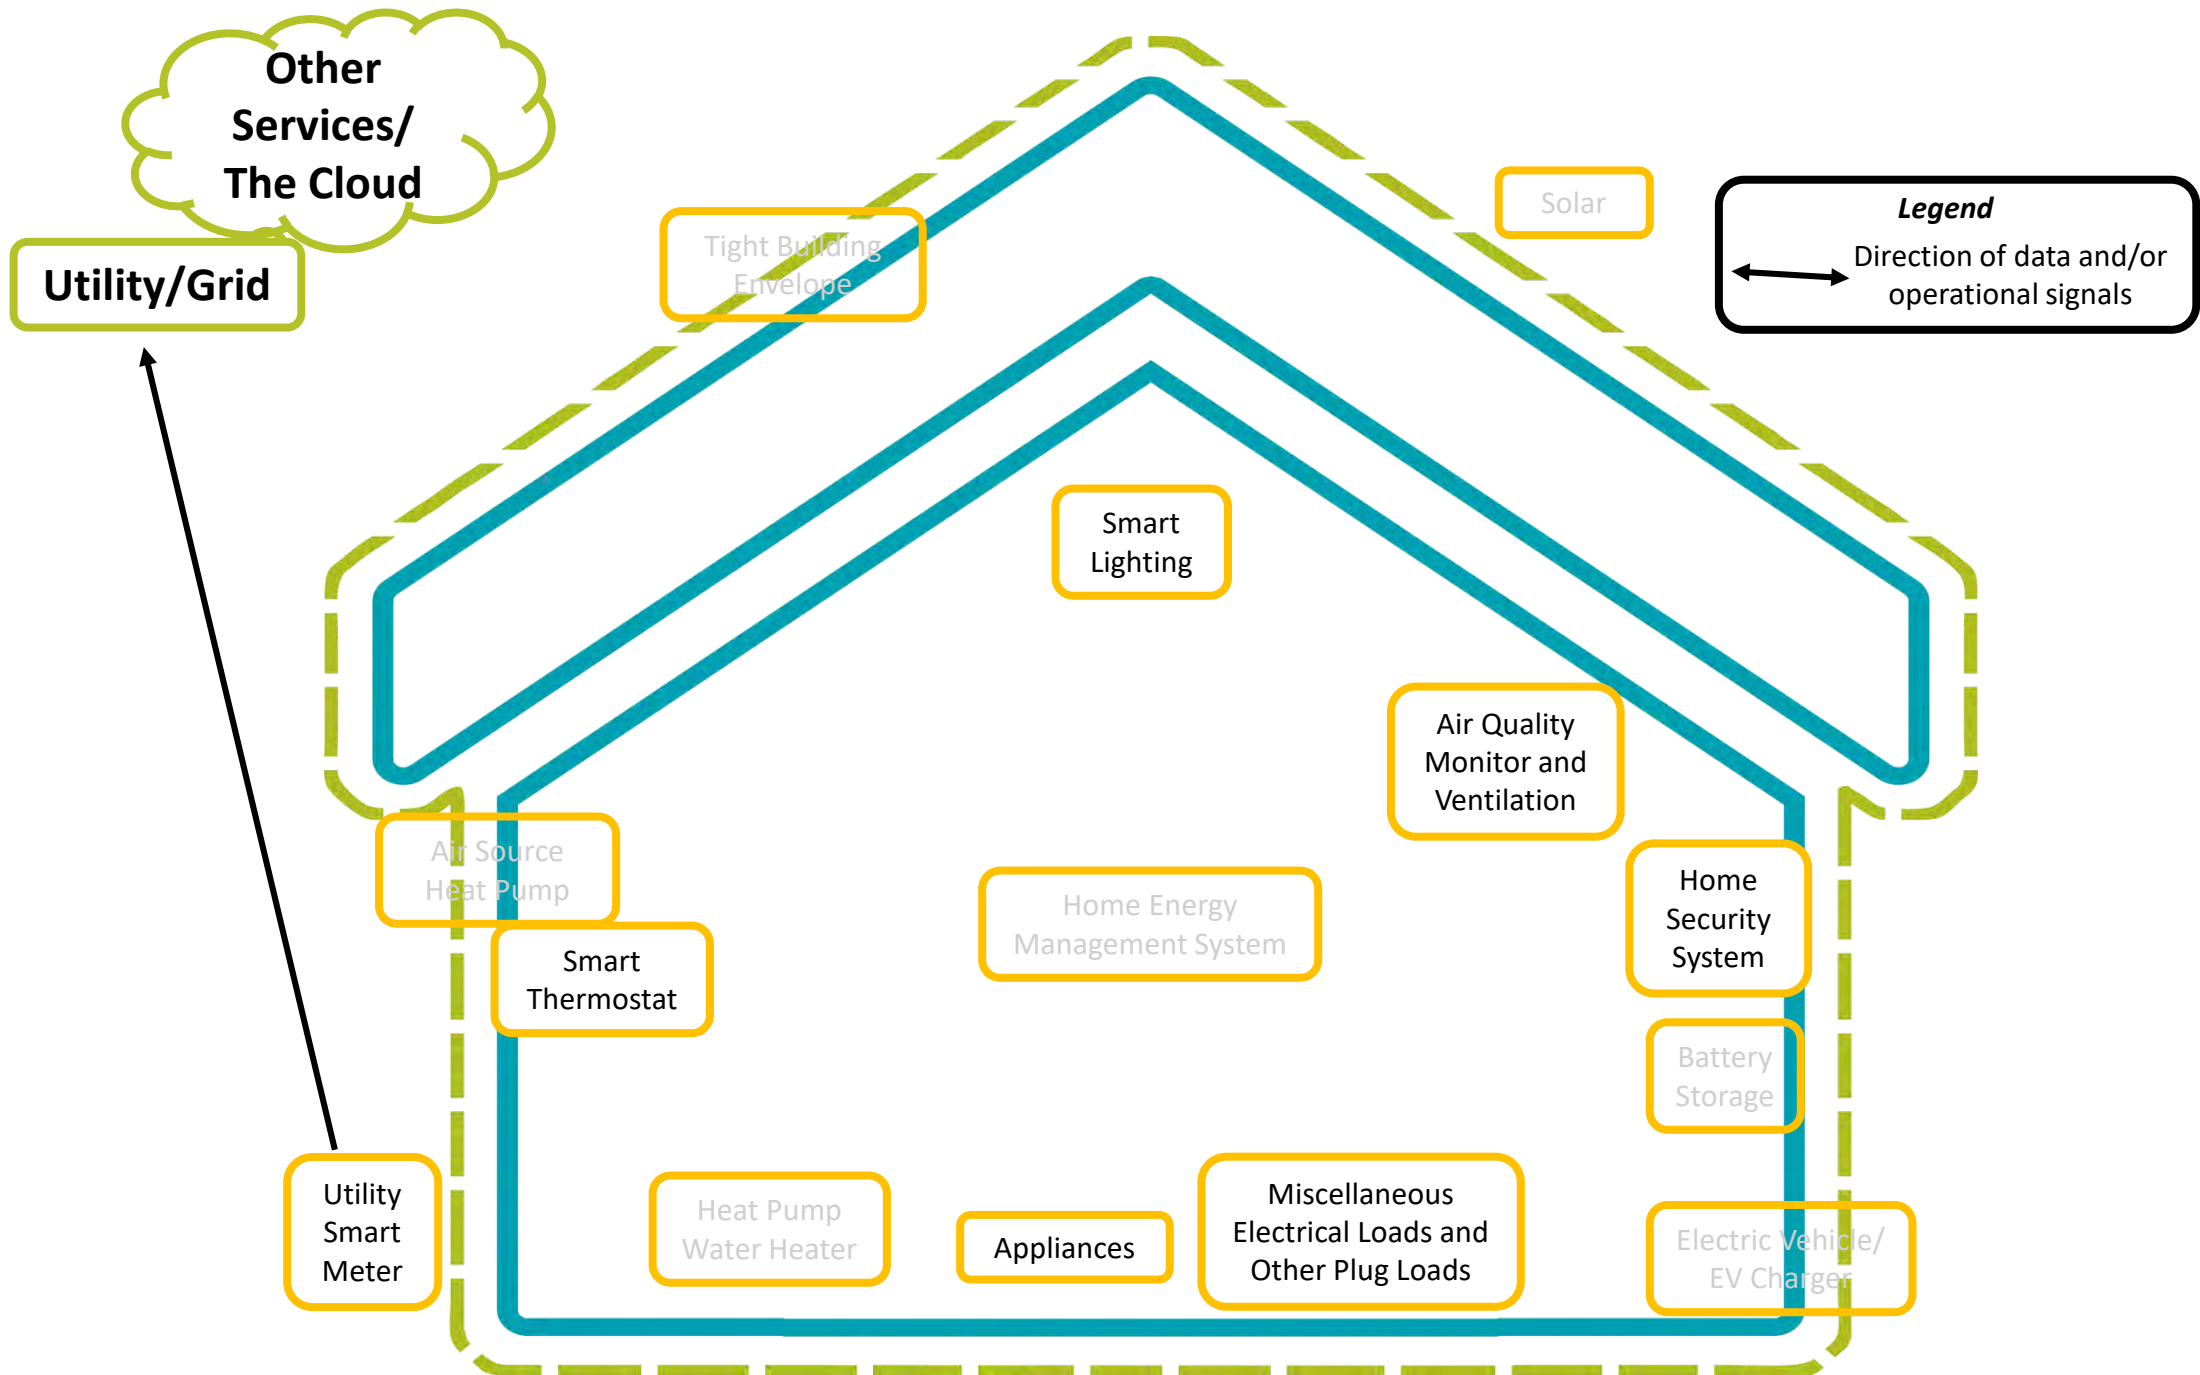 Other
Services/
The Cloud
Utility/Grid
Tight Building
Envelope
Solar
Legend
Direction of data and/or
operational signals
Smart
Lighting
Air Quality
Monitor and
Ventilation
Air Source
Heat Pump
Smart
Thermostat
Home Energy
Management System
Home
Security
System
Battery
Storage
Utility
Smart
Meter
Heat Pump
Water Heater
Appliances
Miscellaneous
Electrical Loads and
Other Plug Loads
Electric Vehicle/
EV Charger